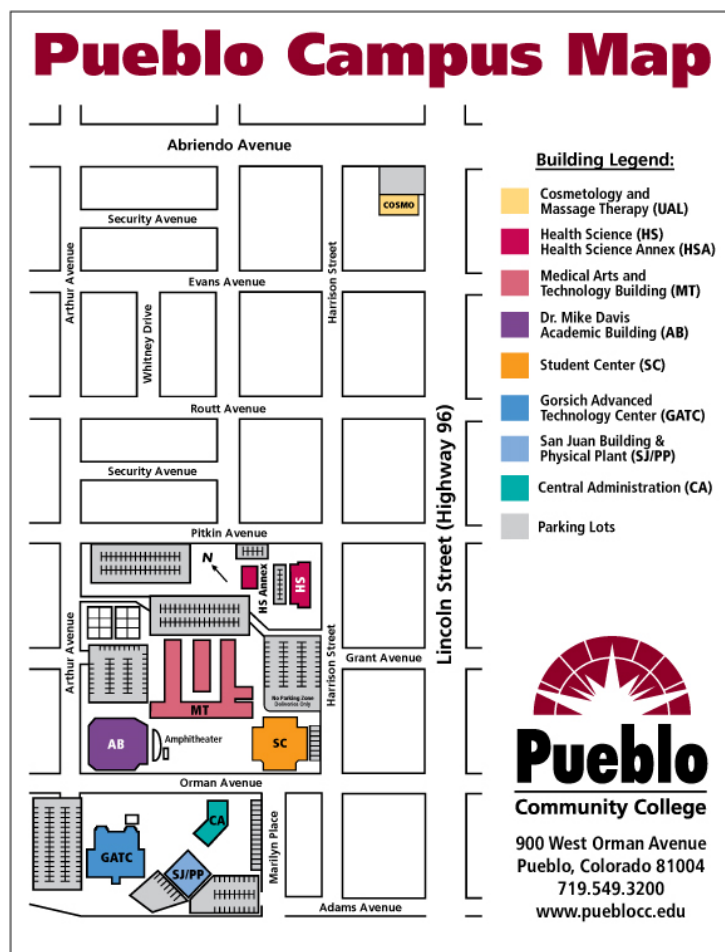 Pueblo Campus Map
Abriendo Avenue
COSMO
Security Avenue
Evans Avenue
Arthur Avenue
Whitney Drive
Harrison Street
Routt Avenue
Lincoln Street (Highway 96)
Security Avenue
Pitkin Avenue
N
HS Annex
HS
Arthur Avenue
Harrison Street
Grant Avenue
No Parking Zone
Deliveries Only
MT
AB
Amphitheater
SC
Orman Avenue
CA
GATC
SJ/PP
Marilyn Place
Adams Avenue
Building Legend:
Cosmetology and
Massage Therapy (UAL)
Health Science (HS)
Health Science Annex (HSA)
Medical Arts and
Technology Building (MT)
Dr. Mike Davis
Academic Building (AB)
Student Center (SC)
Gorsich Advanced
Technology Center (GATC)
San Juan Building &
Physical Plant (SJ/PP)
Central Administration (CA)
Parking Lots
Pueblo
Community College
900 West Orman Avenue
Pueblo, Colorado 81004
719.549.3200
www.pueblocc.edu